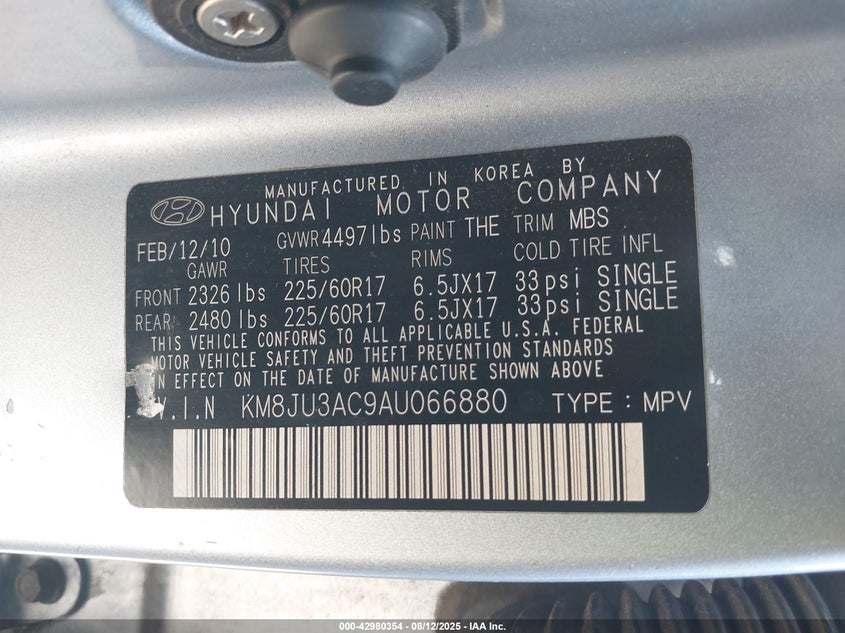 MANUFACTURED IN KOREA BY
HYUNDAI MOTOR COMPANY
FEB/12/10 GVWR 4497lbs PAINT THE TRIM MBS
GAWR TIRES RIMS COLD TIRE INFL
FRONT 2326 lbs 225/60R17 6.5JX17 33psi SINGLE
REAR 2480 lbs 225/60R17 6.5JX17 33psi SINGLE
THIS VEHICLE CONFORMS TO ALL APPLICABLE U.S.A. FEDERAL
MOTOR VEHICLE SAFETY AND THEFT PREVENTION STANDARDS
IN EFFECT ON THE DATE OF MANUFACTURE SHOWN ABOVE
V.I.N KM8JU3AC9AU066880 TYPE : MPV
000-42980354 - 08/12/2025 - IAA Inc.